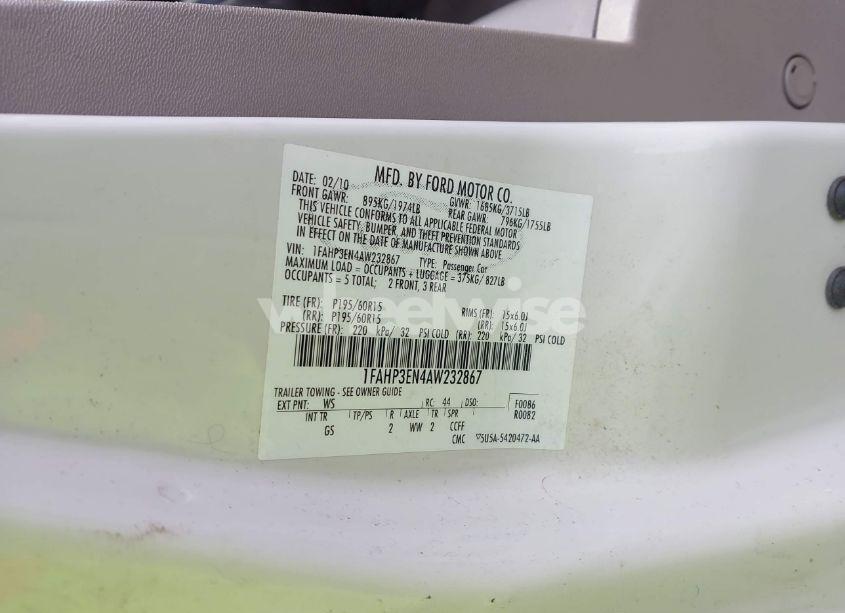 MFD. BY FORD MOTOR CO.
DATE: 02/10 GVWR: 1685KG/3715LB
FRONT GAWR: 895KG/1974LB REAR GAWR: 796KG/1755LB
THIS VEHICLE CONFORMS TO ALL APPLICABLE FEDERAL MOTOR
VEHICLE SAFETY, BUMPER, AND THEFT PREVENTION STANDARDS
IN EFFECT ON THE DATE OF MANUFACTURE SHOWN ABOVE.
VIN: 1FAHP3EN4AW232867 TYPE: Passenger Car
MAXIMUM LOAD = OCCUPANTS + LUGGAGE = 375KG/ 827LB
OCCUPANTS = 5 TOTAL; 2 FRONT, 3 REAR
TIRE (FR): P195/60R15 RIMS (FR): 15x6.0J
(RR): P195/60R15 (RR): 15x6.0J
PRESSURE (FR): 220 kPa/ 32 PSI COLD (RR): 220 kPa/ 32 PSI COLD
wheelwise
1FAHP3EN4AW232867
TRAILER TOWING - SEE OWNER GUIDE
EXT PNT: WS RC: 44 DSO: F0086
R0082
INT TR TP/PS R AXLE TR SPR
GS 2 WW 2 CCFF
CMC 5U5A-5420472-AA